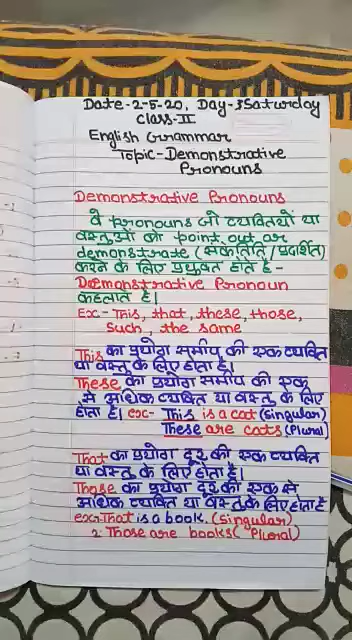 Date-2-5-20, Day-Saturday
Class-II
English Grammar
Topic-Demonstrative
Pronouns
Demonstrative Pronouns
वे pronouns जो व्यक्तियों या
वस्तुओं को point out or
demonstrate (संकेतित/प्रदर्शित)
करने के लिए प्रयुक्त होते है -
Demonstrative Pronoun
कहलाते है।
Ex- This, that, these, those,
Such, the same
This का प्रयोग समीप की एक व्यक्ति
या वस्तु के लिए होता है।
These का प्रयोग समीप की एक
से अधिक व्यक्ति या वस्तु के लिए
होता है। ex- This is a cat (singular)
These are cats (Plural)
That का प्रयोग दूर की एक व्यक्ति
या वस्तु के लिए होता है।
Those का प्रयोग दूर की एक से
अधिक व्यक्ति या वस्तु के लिए होता है
ex:-That is a book. (Singular)
2. Those are books (Plural)